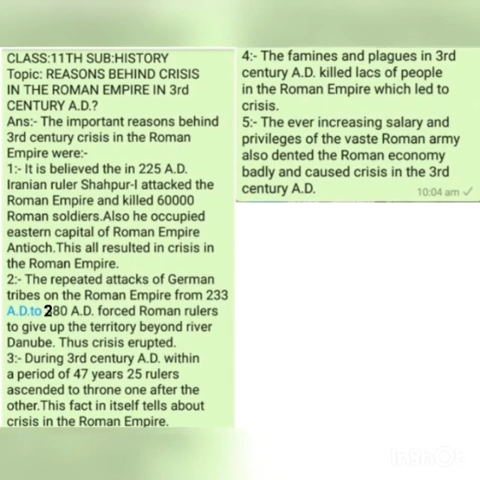 CLASS:11TH SUB:HISTORY
Topic: REASONS BEHIND CRISIS
IN THE ROMAN EMPIRE IN 3rd
CENTURY A.D.?
Ans:- The important reasons behind
3rd century crisis in the Roman
Empire were:-
1:- It is believed the in 225 A.D.
Iranian ruler Shahpur-I attacked the
Roman Empire and killed 60000
Roman soldiers.Also he occupied
eastern capital of Roman Empire
Antioch.This all resulted in crisis in
the Roman Empire.
2:- The repeated attacks of German
tribes on the Roman Empire from 233
A.D.to 280 A.D. forced Roman rulers
to give up the territory beyond river
Danube. Thus crisis erupted.
3:- During 3rd century A.D. within
a period of 47 years 25 rulers
ascended to throne one after the
other.This fact in itself tells about
crisis in the Roman Empire.
4:- The famines and plagues in 3rd
century A.D. killed lacs of people
in the Roman Empire which led to
crisis.
5:- The ever increasing salary and
privileges of the vaste Roman army
also dented the Roman economy
badly and caused crisis in the 3rd
century A.D.
10:04 am
InShOt